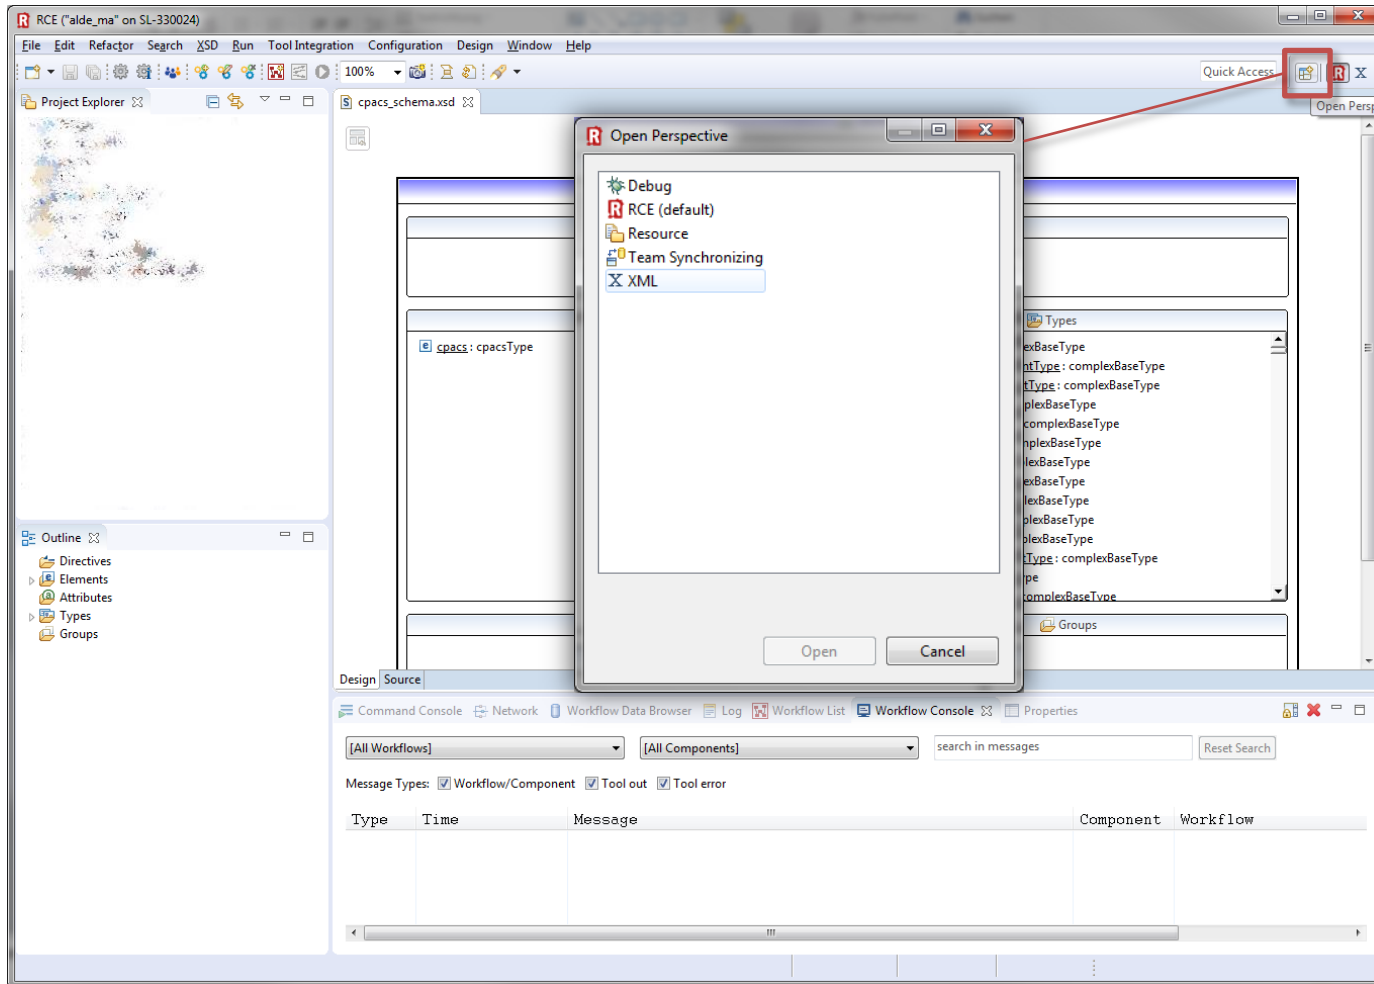 RCE ("alde_ma" on SL-330024)
File Edit Refactor Search XSD Run Tool Integration Configuration Design Window Help
100% Quick Access
Project Explorer
cpacs_schema.xsd
Open Pers
Open Perspective
Debug
RCE (default)
Resource
Team Synchronizing
X XML
Open Cancel
cpacs : cpacsType
Types
exBaseType
ntType : complexBaseType
tType : complexBaseType
plexBaseType
complexBaseType
nplexBaseType
lexBaseType
exBaseType
lexBaseType
plexBaseType
plexBaseType
tType : complexBaseType
pe
complexBaseType
Groups
Outline
Directives
Elements
Attributes
Types
Groups
Design Source
Command Console Network Workflow Data Browser Log Workflow List Workflow Console Properties
[All Workflows] [All Components] search in messages Reset Search
Message Types: Workflow/Component Tool out Tool error
Type Time Message Component Workflow